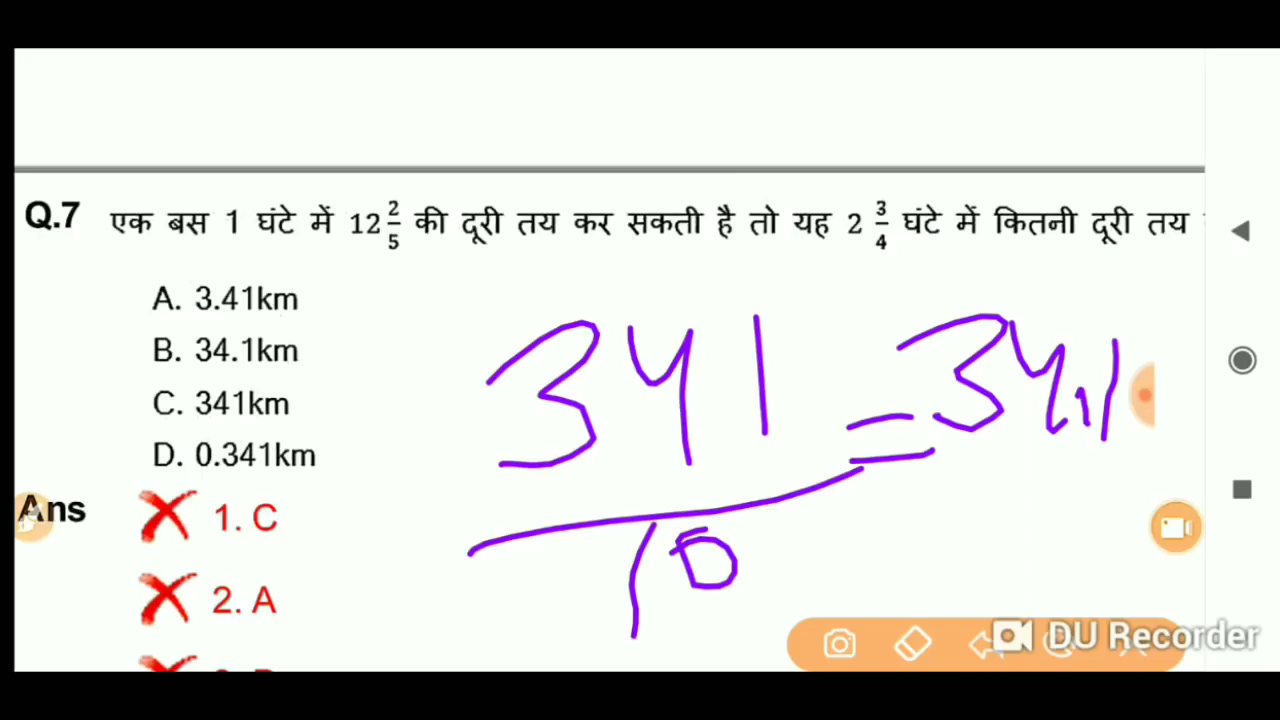 Q.7 एक बस 1 घंटे में 12 2/5 की दूरी तय कर सकती है तो यह 2 3/4 घंटे में कितनी दूरी तय
A. 3.41km
B. 34.1km
C. 341km
D. 0.341km
341/10 = 34.1
Ans
1. C
2. A
DU Recorder